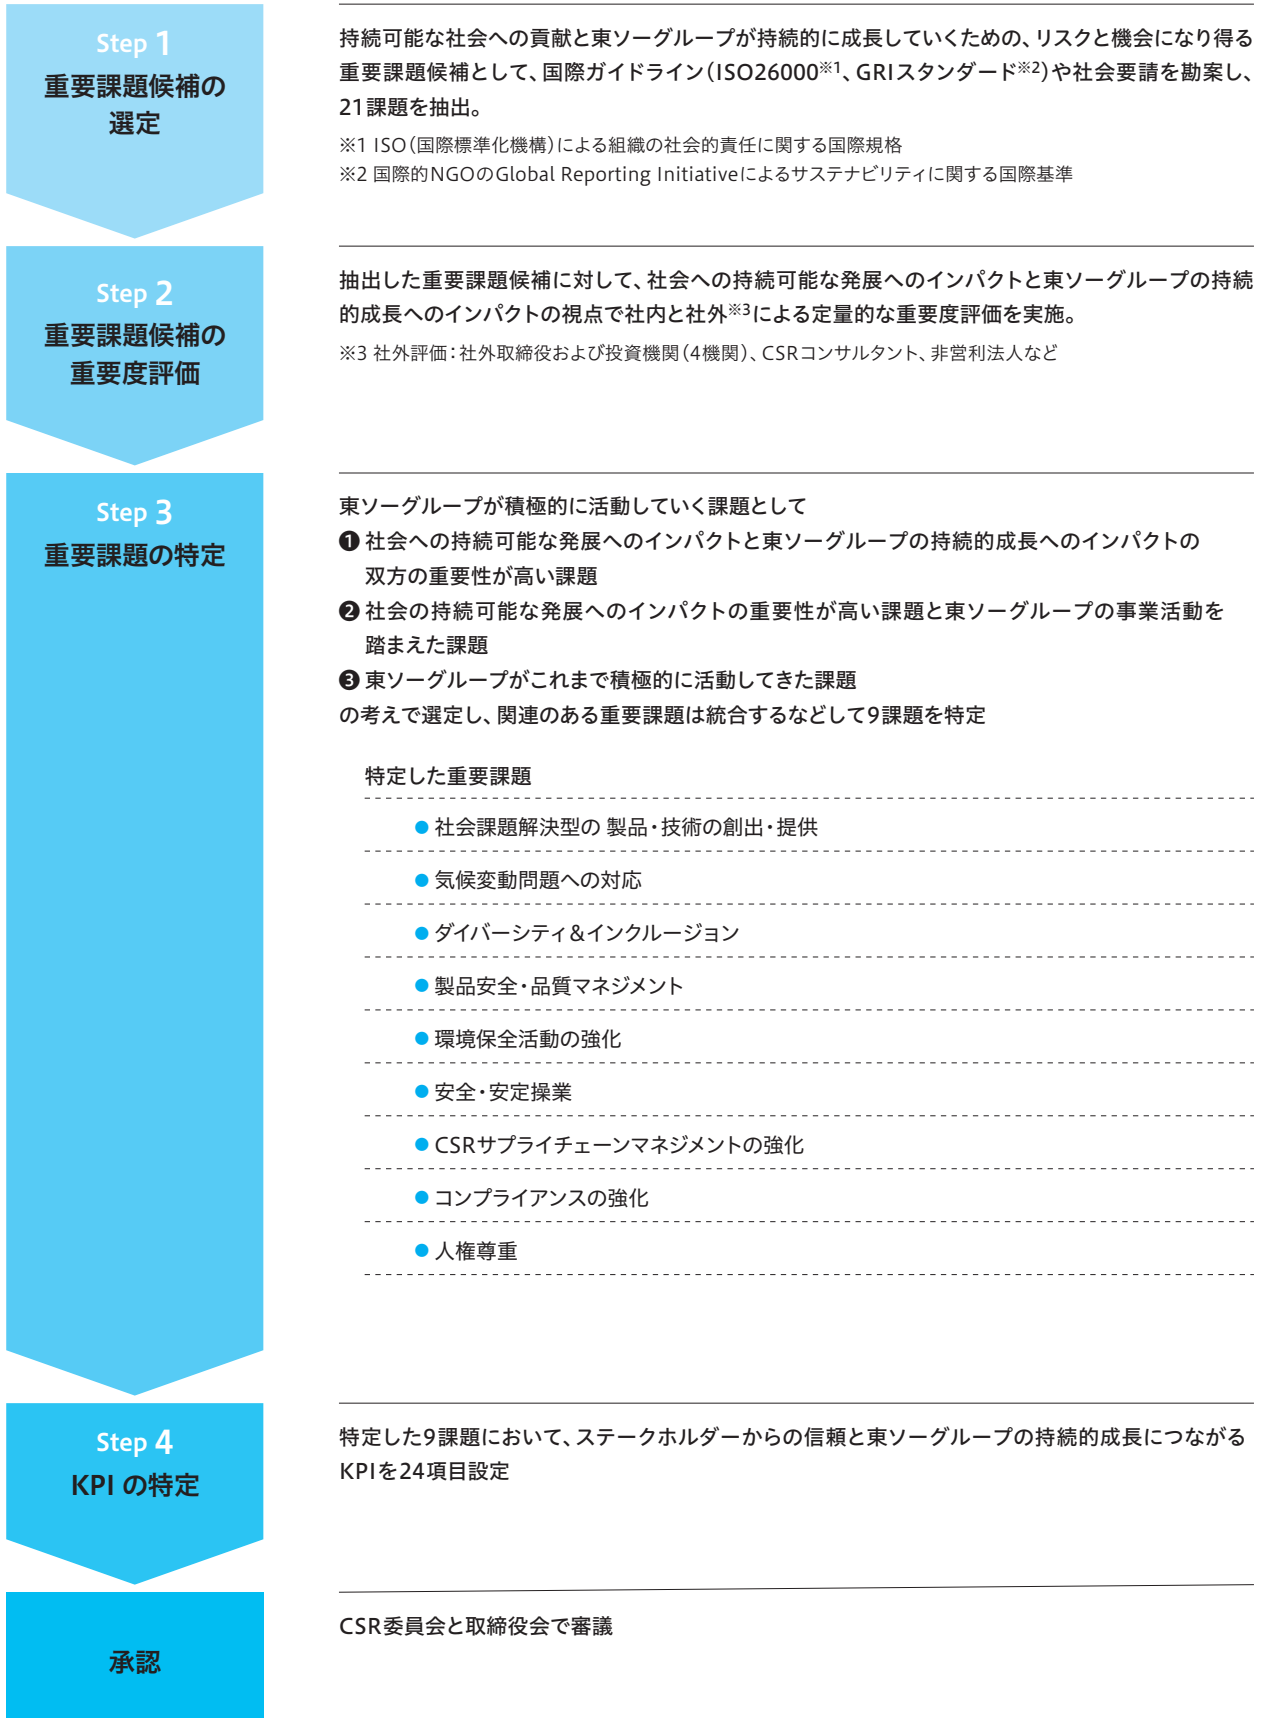 Step 1
重要課題候補の
選定
持続可能な社会への貢献と東ソーグループが持続的に成長していくための、リスクと機会になり得る
重要課題候補として、国際ガイドライン（ISO26000※1、GRIスタンダード※2）や社会要請を勘案し、
21課題を抽出。
※1 ISO（国際標準化機構）による組織の社会的責任に関する国際規格
※2 国際的NGOのGlobal Reporting Initiativeによるサステナビリティに関する国際基準
Step 2
重要課題候補の
重要度評価
抽出した重要課題候補に対して、社会への持続可能な発展へのインパクトと東ソーグループの持続
的成長へのインパクトの視点で社内と社外※3による定量的な重要度評価を実施。
※3 社外評価：社外取締役および投資機関（4機関）、CSRコンサルタント、非営利法人など
Step 3
重要課題の特定
東ソーグループが積極的に活動していく課題として
❶ 社会への持続可能な発展へのインパクトと東ソーグループの持続的成長へのインパクトの
双方の重要性が高い課題
❷ 社会の持続可能な発展へのインパクトの重要性が高い課題と東ソーグループの事業活動を
踏まえた課題
❸ 東ソーグループがこれまで積極的に活動してきた課題
の考えで選定し、関連のある重要課題は統合するなどして9課題を特定
特定した重要課題
● 社会課題解決型の 製品・技術の創出・提供
● 気候変動問題への対応
● ダイバーシティ＆インクルージョン
● 製品安全・品質マネジメント
● 環境保全活動の強化
● 安全・安定操業
● CSRサプライチェーンマネジメントの強化
● コンプライアンスの強化
● 人権尊重
Step 4
KPI の特定
特定した9課題において、ステークホルダーからの信頼と東ソーグループの持続的成長につながる
KPIを24項目設定
承認
CSR委員会と取締役会で審議